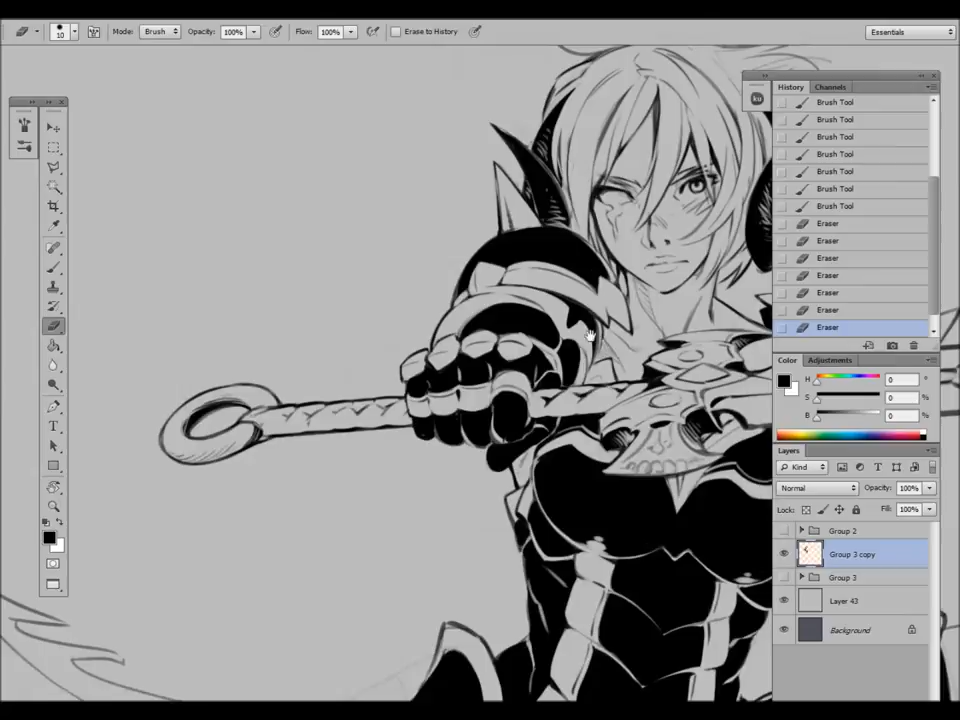 10 Mode: Brush Opacity: 100% Flow: 100% Erase to History Essentials
History Channels
ku
Brush Tool
Brush Tool
Brush Tool
Brush Tool
Brush Tool
Brush Tool
Brush Tool
Eraser
Eraser
Eraser
Eraser
Eraser
Eraser
Eraser
Color Adjustments
H 0 °
S 0 %
B 0 %
Layers
Kind
Normal Opacity: 100%
Lock: Fill: 100%
Group 2
Group 3 copy
Group 3
Layer 43
Background